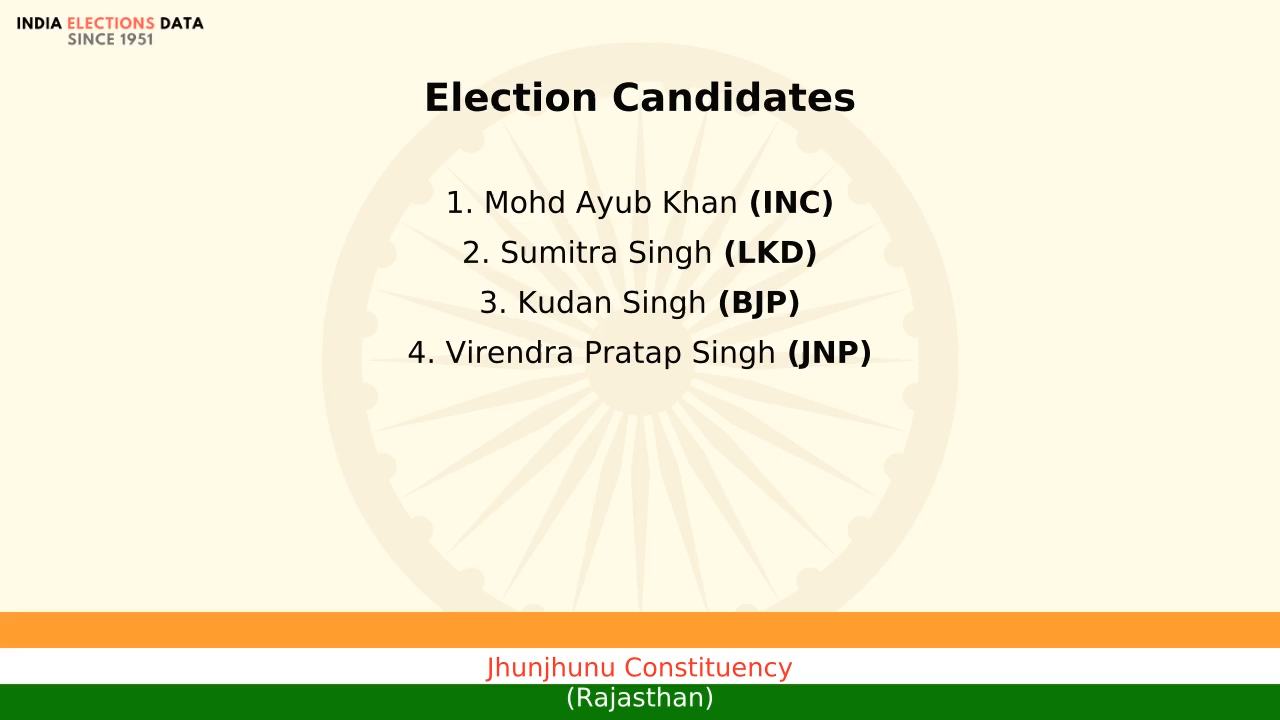 INDIA ELECTIONS DATA
SINCE 1951
Election Candidates
1. Mohd Ayub Khan (INC)
2. Sumitra Singh (LKD)
3. Kudan Singh (BJP)
4. Virendra Pratap Singh (JNP)
Jhunjhunu Constituency
(Rajasthan)